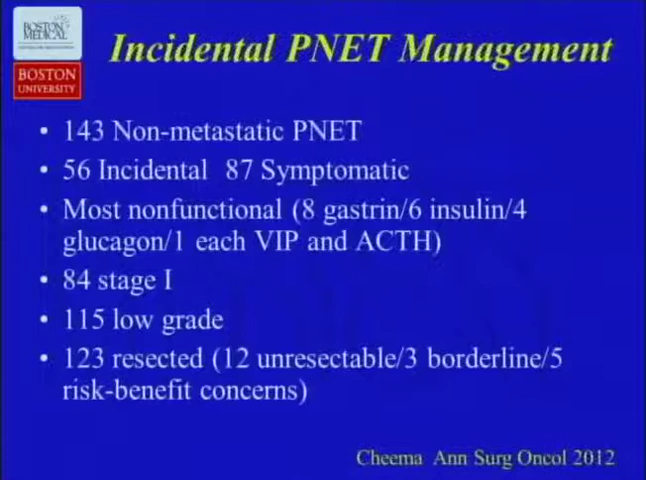 BOSTON
MEDICAL
BOSTON
UNIVERSITY
Incidental PNET Management
• 143 Non-metastatic PNET
• 56 Incidental 87 Symptomatic
• Most nonfunctional (8 gastrin/6 insulin/4
glucagon/1 each VIP and ACTH)
• 84 stage I
• 115 low grade
• 123 resected (12 unresectable/3 borderline/5
risk-benefit concerns)
Cheema Ann Surg Oncol 2012